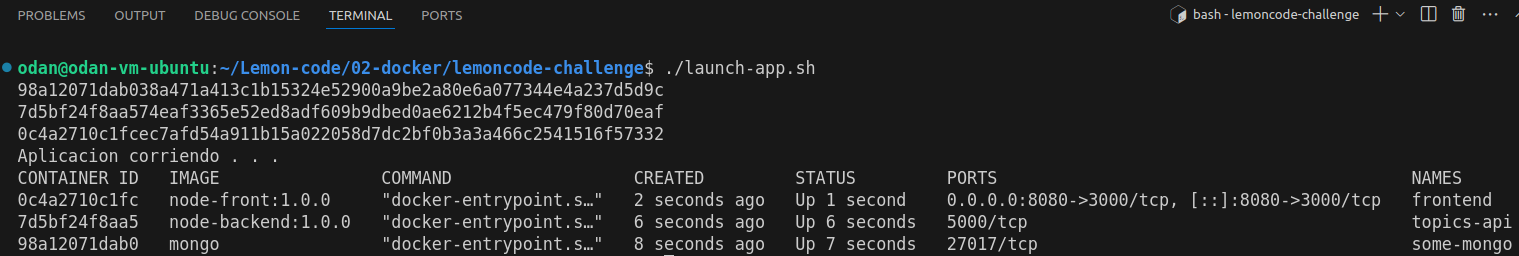 PROBLEMS OUTPUT DEBUG CONSOLE TERMINAL PORTS bash - lemoncode-challenge
odan@odan-vm-ubuntu:~/Lemon-code/02-docker/lemoncode-challenge$ ./launch-app.sh
98a12071dab038a471a413c1b15324e52900a9be2a80e6a077344e4a237d5d9c
7d5bf24f8aa574eaf3365e52ed8adf609b9dbed0ae6212b4f5ec479f80d70eaf
0c4a2710c1fcec7afd54a911b15a022058d7dc2bf0b3a3a466c2541516f57332
Aplicacion corriendo . . .
CONTAINER ID IMAGE COMMAND CREATED STATUS PORTS NAMES
0c4a2710c1fc node-front:1.0.0 "docker-entrypoint.s…" 2 seconds ago Up 1 second 0.0.0.0:8080->3000/tcp, [::]:8080->3000/tcp frontend
7d5bf24f8aa5 node-backend:1.0.0 "docker-entrypoint.s…" 6 seconds ago Up 6 seconds 5000/tcp topics-api
98a12071dab0 mongo "docker-entrypoint.s…" 8 seconds ago Up 7 seconds 27017/tcp some-mongo